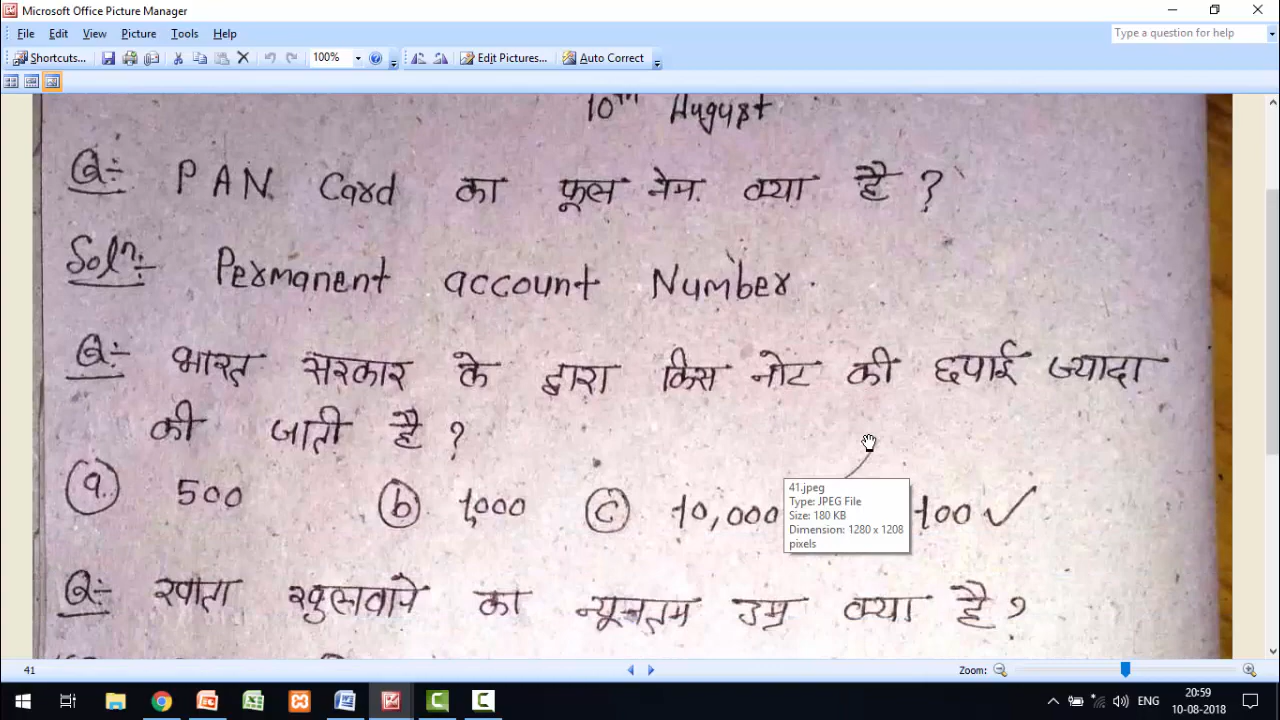 Microsoft Office Picture Manager
File Edit View Picture Tools Help
Type a question for help
Shortcuts... 100% Edit Pictures... Auto Correct
10th August
Q:- PAN Card का फूल नेम क्या है ?
Soln:- Permanent account Number.
Q:- भारत सरकार के द्वारा किस नोट की छपाई ज्यादा
की जाती है ?
(a) 500 (b) 1,000 (c) 10,000 100 ✓
41.jpeg
Type: JPEG File
Size: 180 KB
Dimension: 1280 x 1208
pixels
Q:- खाता खुलवाने का न्यूनतम उम्र क्या है ?
41 Zoom:
ENG 20:59
10-08-2018